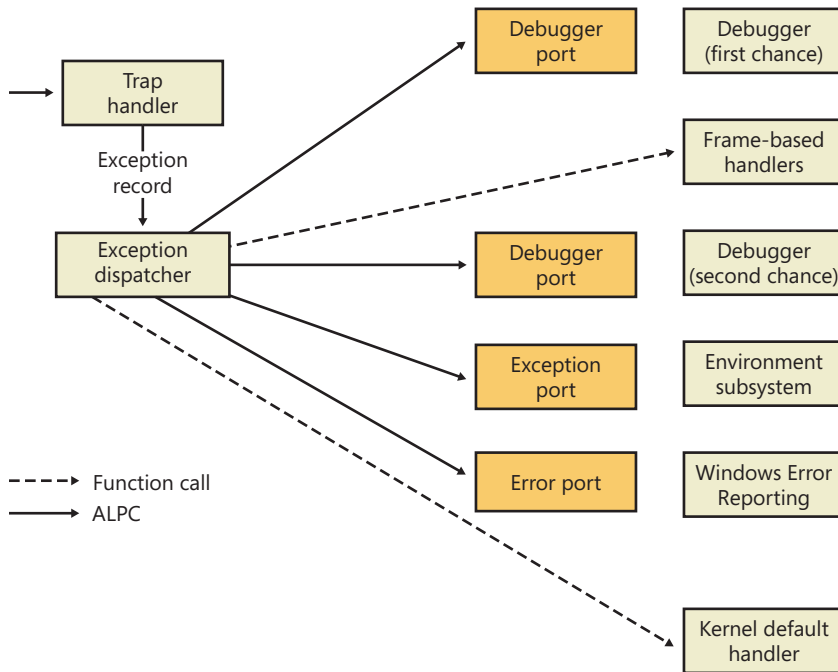 Debugger
port
Debugger
(first chance)
Trap
handler
Exception
record
Frame-based
handlers
Exception
dispatcher
Debugger
port
Debugger
(second chance)
Exception
port
Environment
subsystem
Function call
ALPC
Error port
Windows Error
Reporting
Kernel default
handler